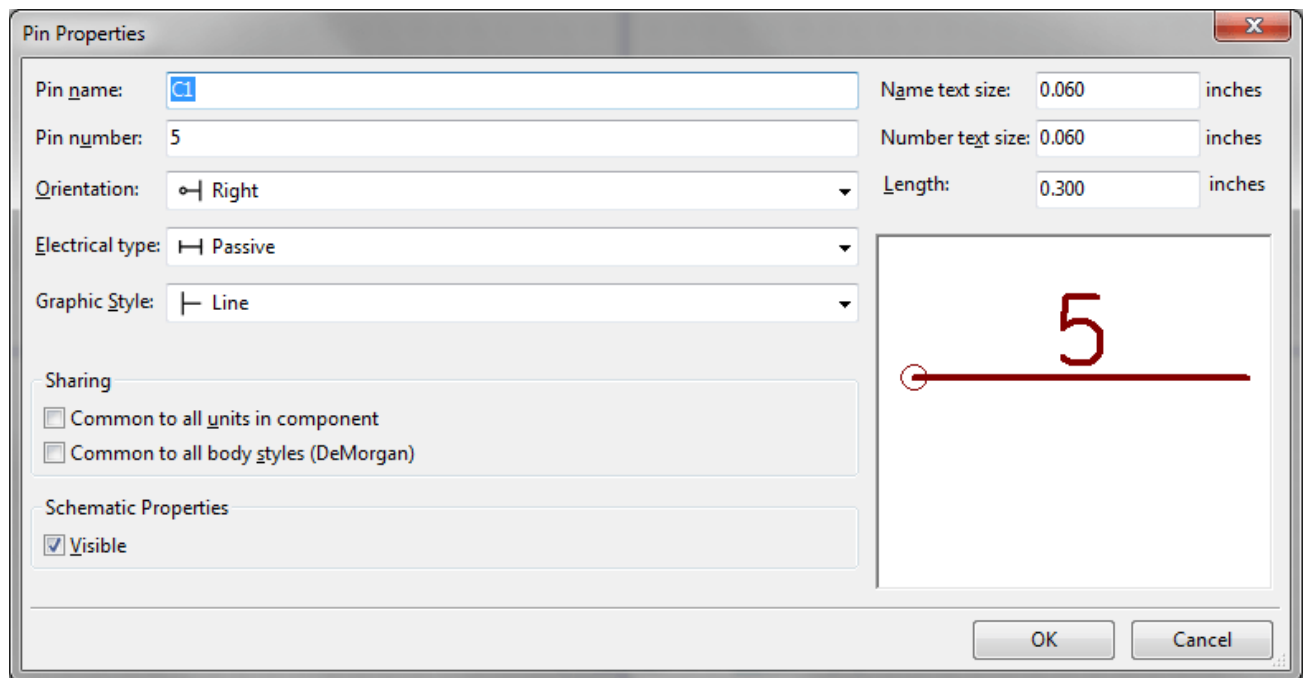 Pin Properties
Pin name: C1
Pin number: 5
Orientation: Right
Electrical type: Passive
Graphic Style: Line
Sharing
Common to all units in component
Common to all body styles (DeMorgan)
Schematic Properties
Visible
Name text size: 0.060 inches
Number text size: 0.060 inches
Length: 0.300 inches
5
OK Cancel